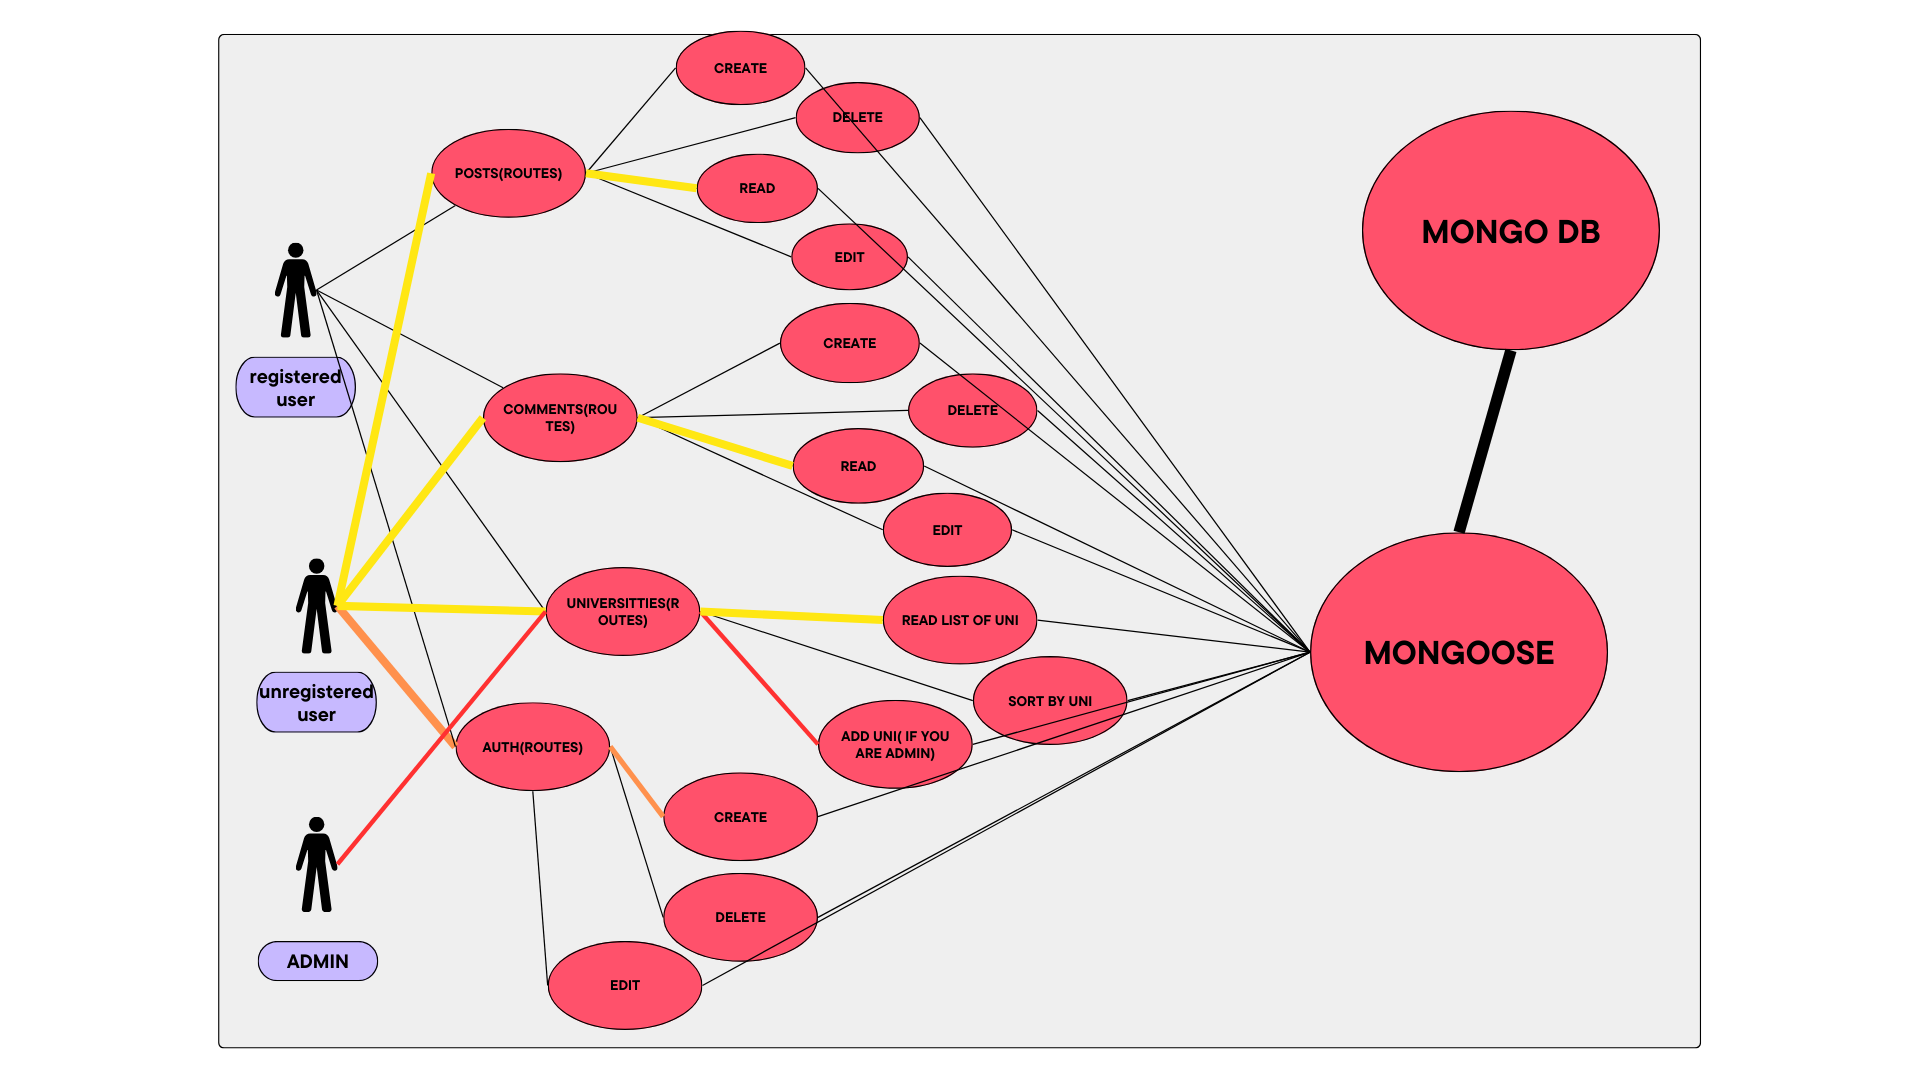 CREATE
DELETE
POSTS(ROUTES)
READ
MONGO DB
EDIT
CREATE
registered
user
COMMENTS(ROU
TES)
DELETE
READ
EDIT
UNIVERSITTIES(R
OUTES)
READ LIST OF UNI
MONGOOSE
unregistered
user
SORT BY UNI
AUTH(ROUTES)
ADD UNI( IF YOU
ARE ADMIN)
CREATE
DELETE
ADMIN
EDIT